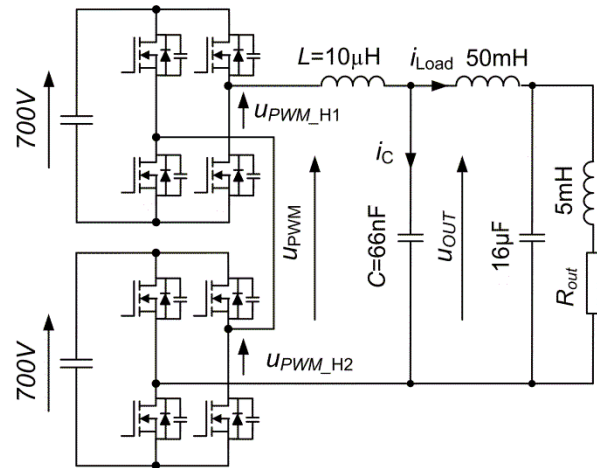 L=10μH
iLoad
50mH
700V
uPWM_H1
iC
5mH
uPWM
C=66nF
uOUT
16μF
Rout
700V
uPWM_H2